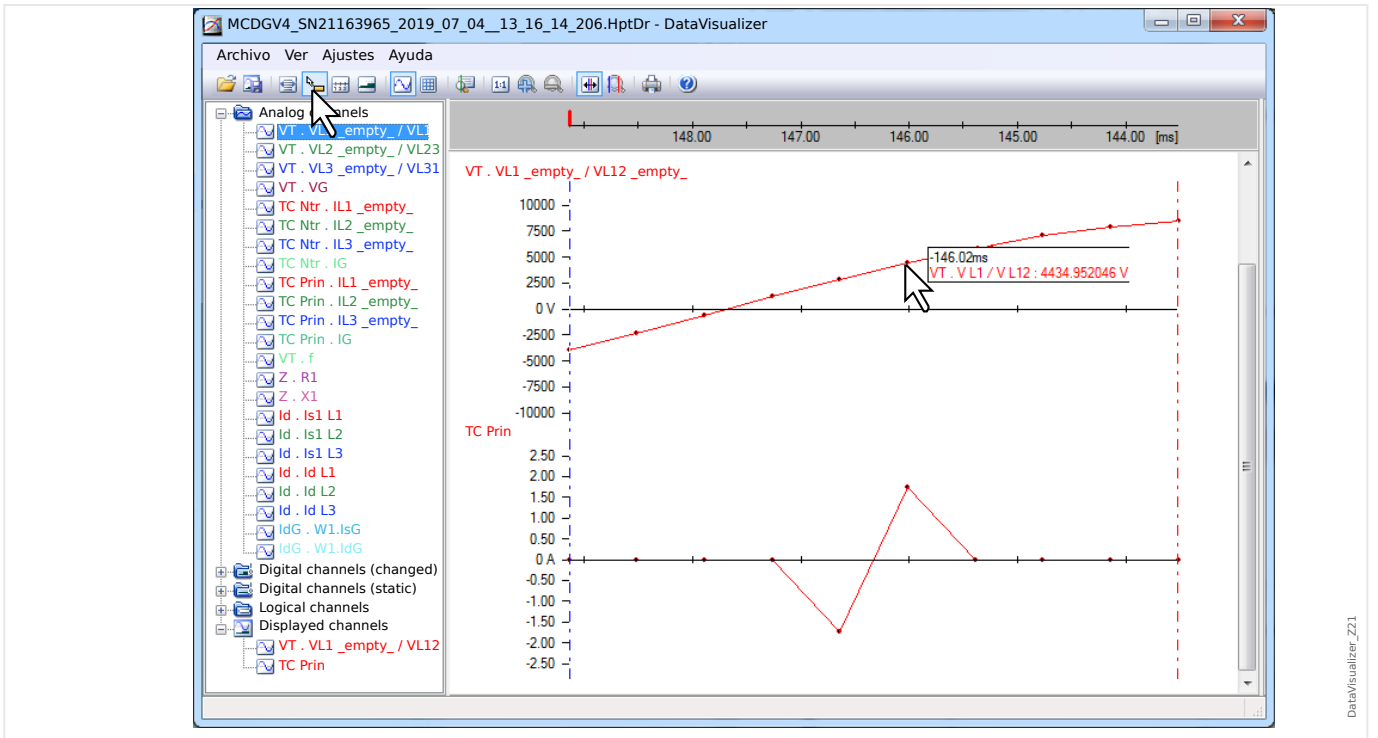 MCDGV4_SN21163965_2019_07_04__13_16_14_206.HptDr - DataVisualizer
Archivo Ver Ajustes Ayuda
1:1
Analog channels
VT . VL1 _empty_ / VL1
VT . VL2 _empty_ / VL23
VT . VL3 _empty_ / VL31
VT . VG
TC Ntr . IL1 _empty_
TC Ntr . IL2 _empty_
TC Ntr . IL3 _empty_
TC Ntr . IG
TC Prin . IL1 _empty_
TC Prin . IL2 _empty_
TC Prin . IL3 _empty_
TC Prin . IG
VT . f
Z . R1
Z . X1
Id . Is1 L1
Id . Is1 L2
Id . Is1 L3
Id . Id L1
Id . Id L2
Id . Id L3
IdG . W1.IsG
IdG . W1.IdG
Digital channels (changed)
Digital channels (static)
Logical channels
Displayed channels
VT . VL1 _empty_ / VL12
TC Prin
148.00 147.00 146.00 145.00 144.00 [ms]
VT . VL1 _empty_ / VL12 _empty_
10000
7500
5000
2500
0 V
-2500
-5000
-7500
-10000
-146.02ms
VT . V L1 / V L12 : 4434.952046 V
TC Prin
2.50
2.00
1.50
1.00
0.50
0 A
-0.50
-1.00
-1.50
-2.00
-2.50
DataVisualizer_Z21